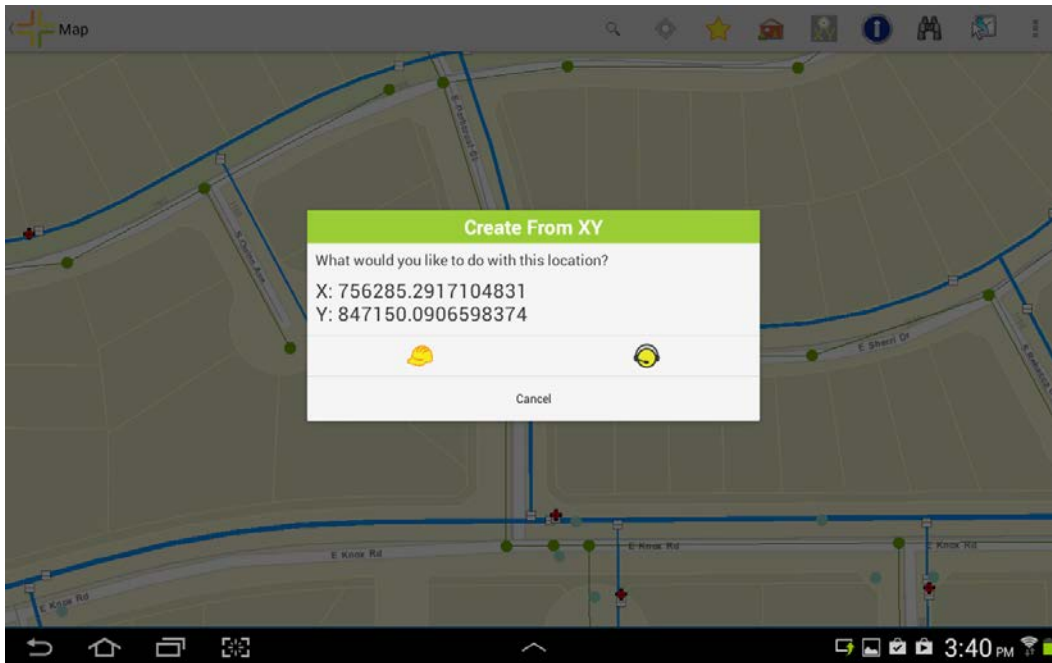 Map
E Sherri Dr
Create From XY
What would you like to do with this location?
X: 756285.2917104831
Y: 847150.0906598374
Cancel
E Knox Rd
E Knox Rd
E Knox Rd
E Knox Rd
3:40 PM